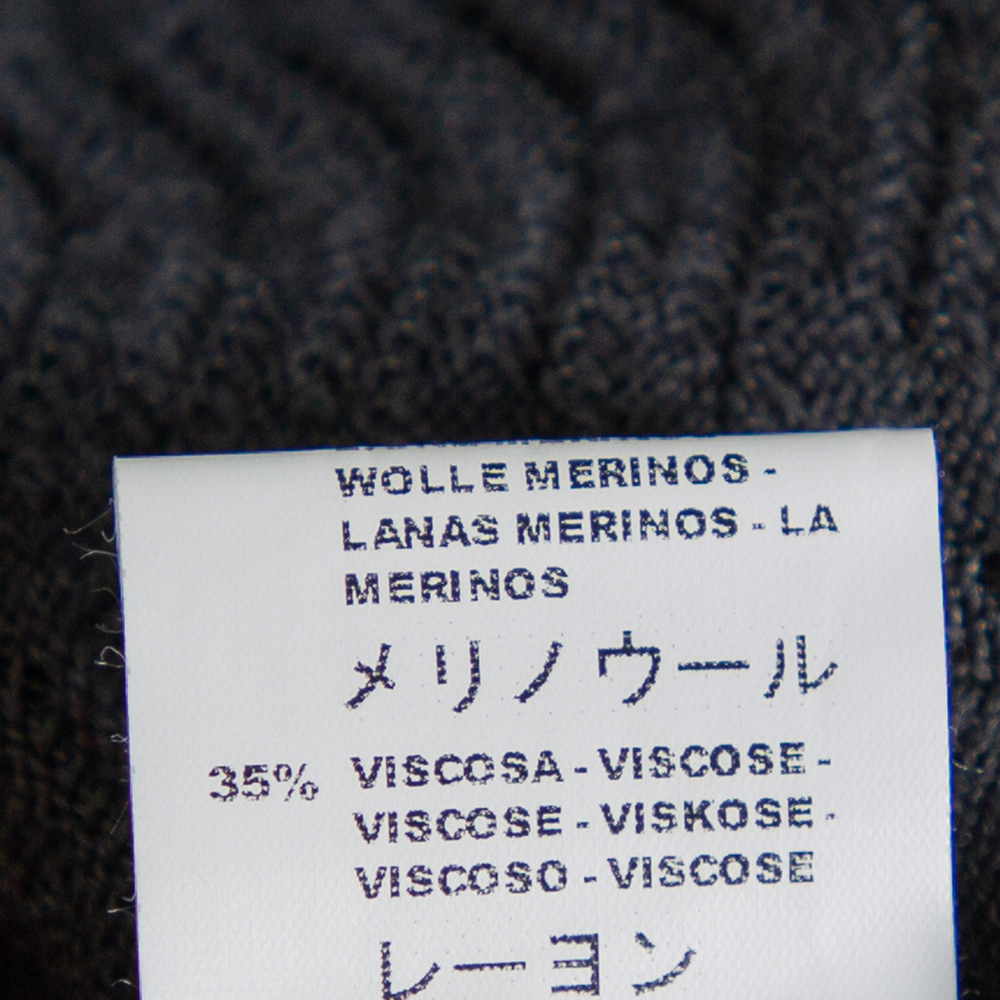 WOLLE MERINOS -
LANAS MERINOS - LA
MERINOS
メリノウール
35% VISCOSA - VISCOSE -
VISCOSE - VISKOSE -
VISCOSO - VISCOSE
レーヨン